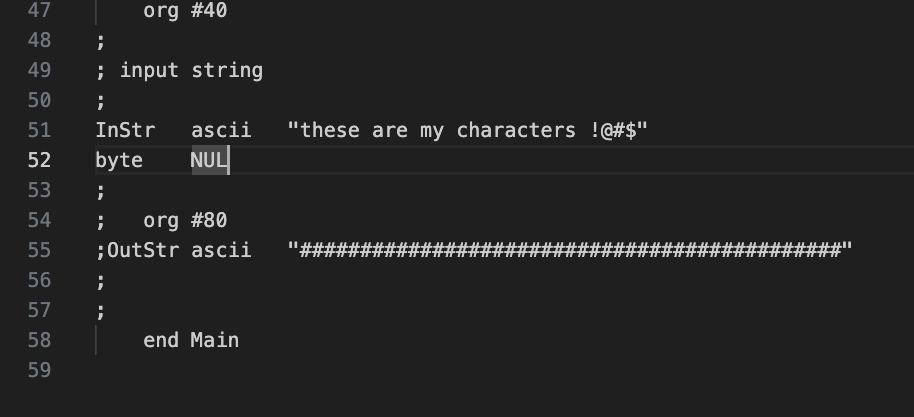 47 org #40
48 ;
49 ; input string
50 ;
51 InStr ascii "these are my characters !@#$"
52 byte NUL
53 ;
54 ; org #80
55 ;OutStr ascii "#############################################"
56 ;
57 ;
58 end Main
59